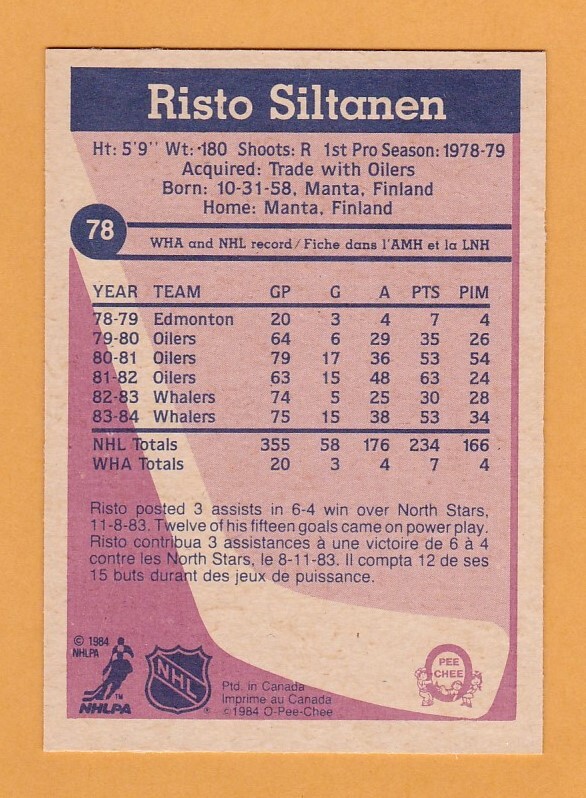 Risto Siltanen
Ht: 5'9" Wt: 180 Shoots: R 1st Pro Season: 1978-79
Acquired: Trade with Oilers
Born: 10-31-58, Manta, Finland
Home: Manta, Finland
78
WHA and NHL record/Fiche dans l'AMH et la LNH
YEAR TEAM GP G A PTS PIM
78-79 Edmonton 20 3 4 7 4
79-80 Oilers 64 6 29 35 26
80-81 Oilers 79 17 36 53 54
81-82 Oilers 63 15 48 63 24
82-83 Whalers 74 5 25 30 28
83-84 Whalers 75 15 38 53 34
NHL Totals 355 58 176 234 166
WHA Totals 20 3 4 7 4
Risto posted 3 assists in 6-4 win over North Stars,
11-8-83. Twelve of his fifteen goals came on power play.
Risto contribua 3 assistances à une victoire de 6 à 4
contre les North Stars, le 8-11-83. Il compta 12 de ses
15 buts durant des jeux de puissance.
© 1984
NHLPA
TM
NHLPA
NHL
®
Ptd. in Canada
Imprime au Canada
©1984 O-Pee-Chee
PEE
CHEE